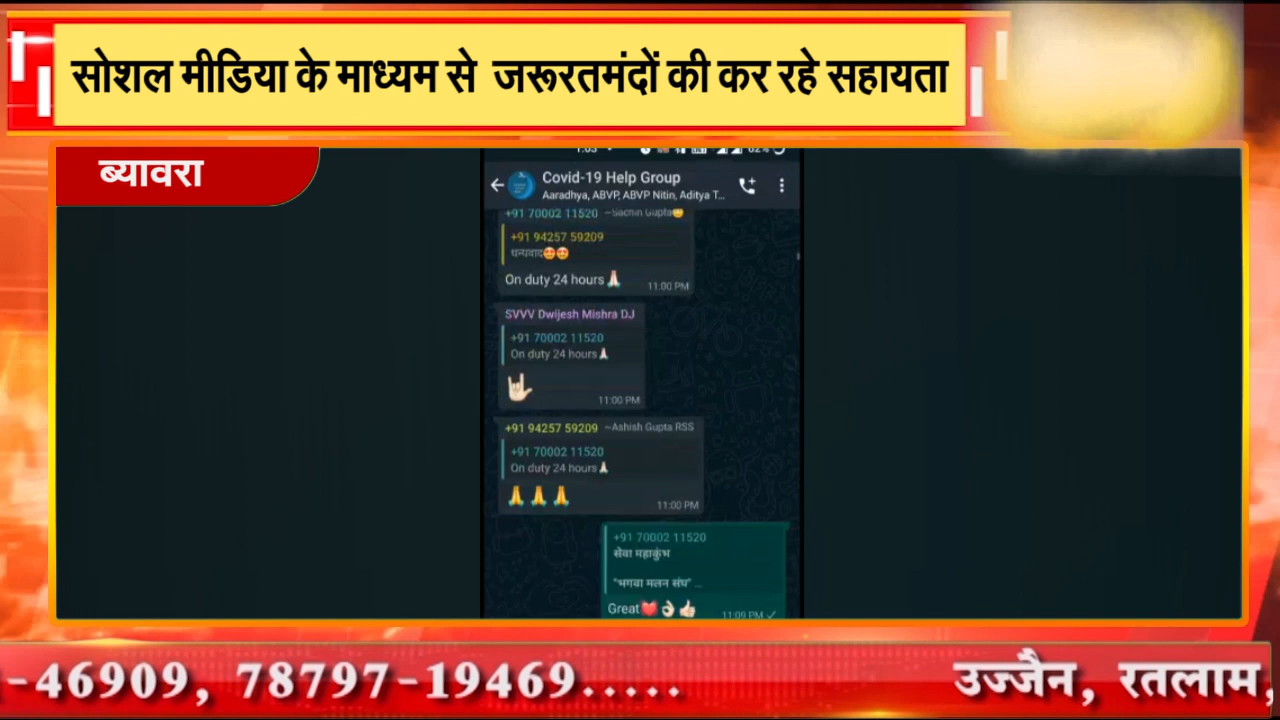 सोशल मीडिया के माध्यम से जरूरतमंदों की कर रहे सहायता
ब्यावरा
Covid-19 Help Group
Aaradhya, ABVP, ABVP Nitin, Aditya T...
+91 70002 11520 ~Sachin Gupta😊
+91 94257 59209
धन्यवाद😍😍
On duty 24 hours🙏🏻
11:00 PM
SVVV Dwijesh Mishra DJ
+91 70002 11520
On duty 24 hours🙏🏻
🤟🏻
11:00 PM
+91 94257 59209 ~Ashish Gupta RSS
+91 70002 11520
On duty 24 hours🙏🏻
🙏🙏🙏
11:00 PM
+91 70002 11520
सेवा महाकुंभ
"भगवा मलन संघ" ...
Great❤️👌🏻👍🏻
11:09 PM ✓
-46909, 78797-19469..... उज्जैन, रतलाम,